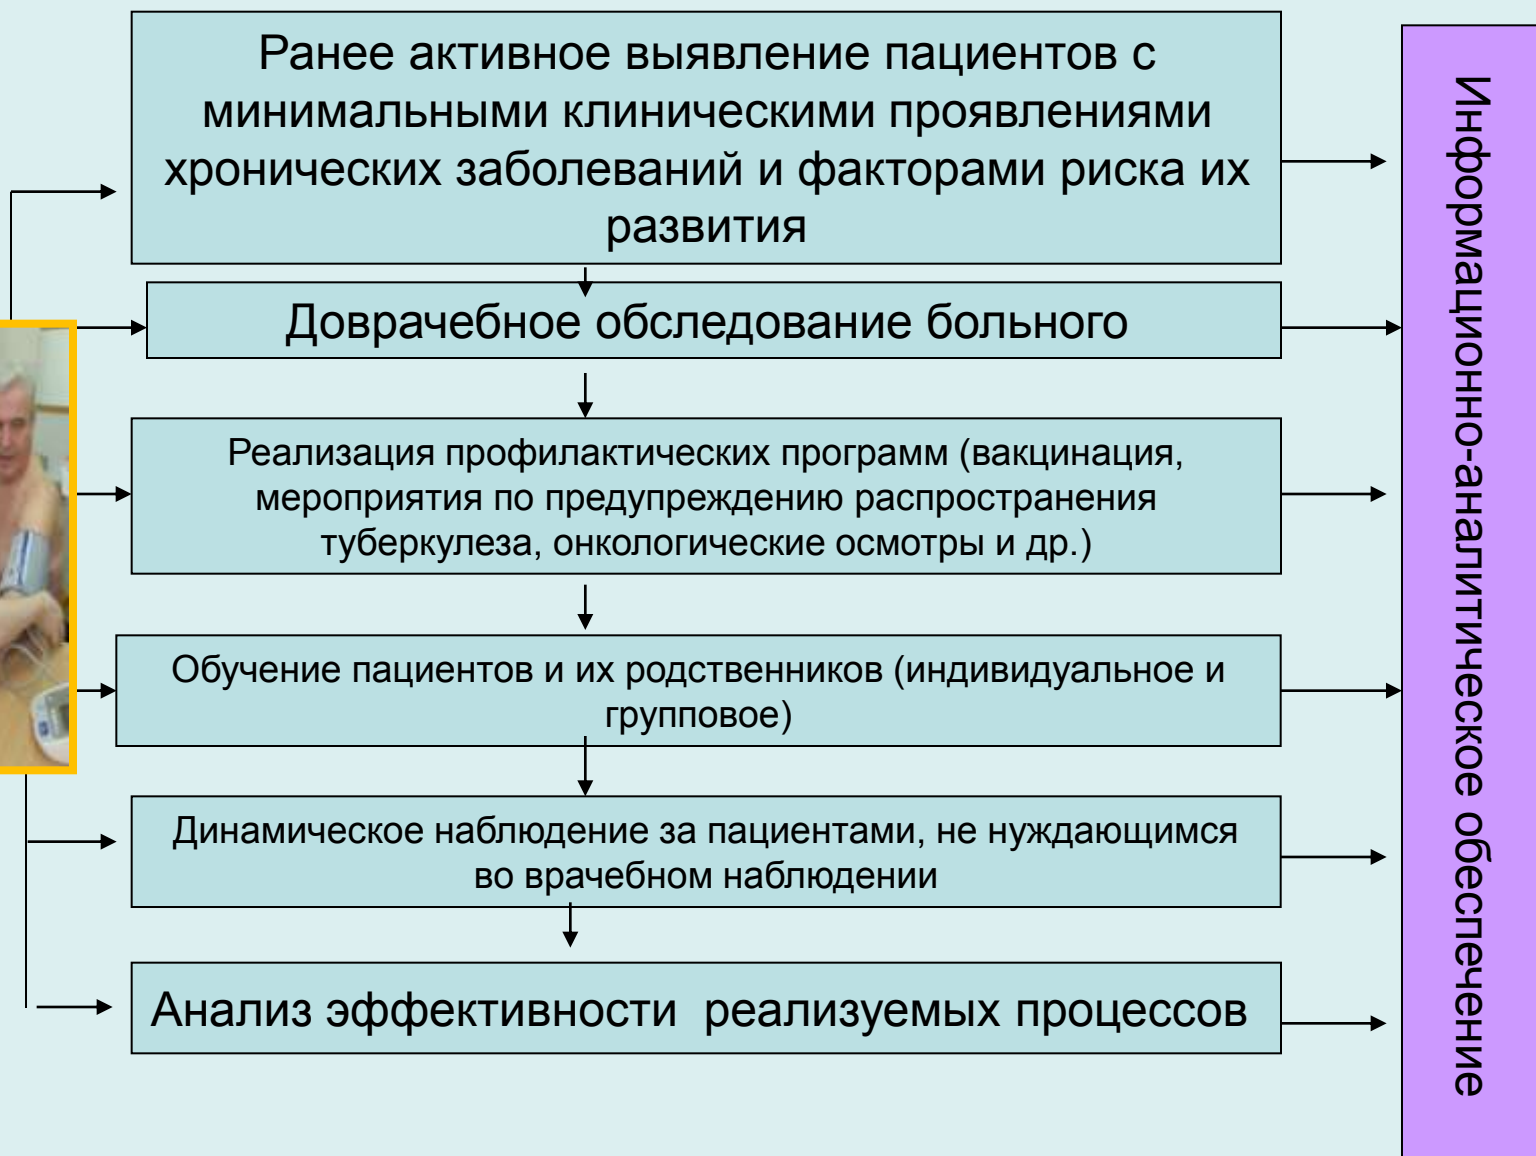 Ранее активное выявление пациентов с
минимальными клиническими проявлениями
хронических заболеваний и факторами риска их
развития
Доврачебное обследование больного
Реализация профилактических программ (вакцинация,
мероприятия по предупреждению распространения
туберкулеза, онкологические осмотры и др.)
Обучение пациентов и их родственников (индивидуальное и
групповое)
Динамическое наблюдение за пациентами, не нуждающимся
во врачебном наблюдении
Анализ эффективности реализуемых процессов
Информационно-аналитическое обеспечение